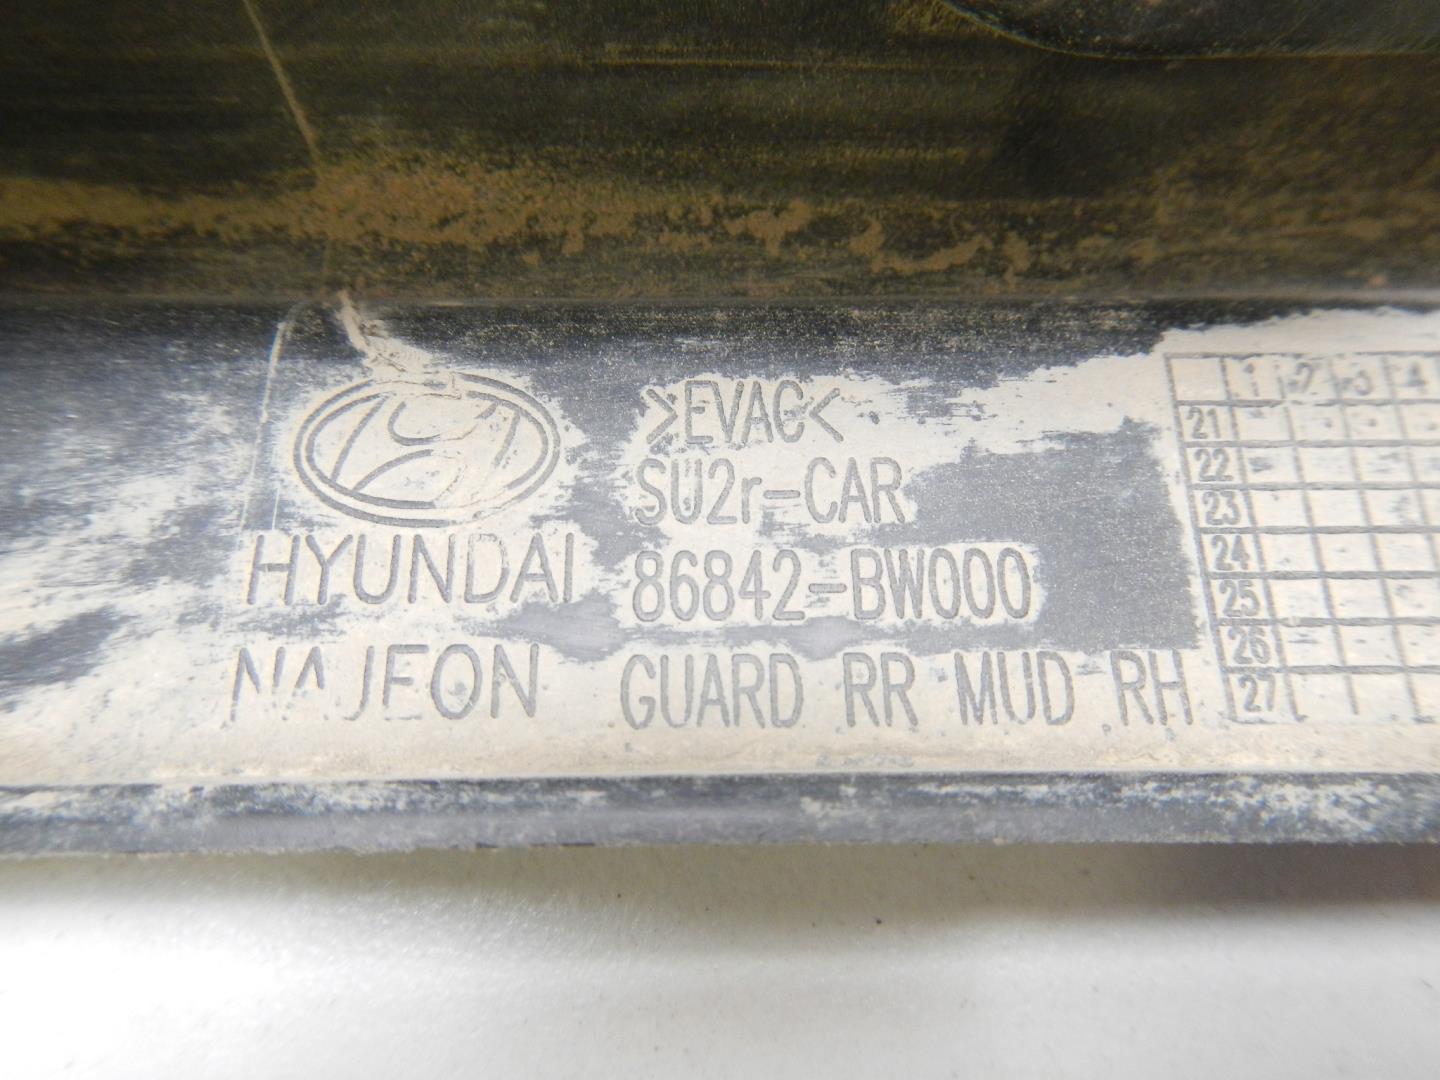 >EVAC<
SU2r-CAR
HYUNDAI 86842-BW000
NAJEON GUARD RR MUD RH
1 2 3 4
21
22
23
24
25
26
27